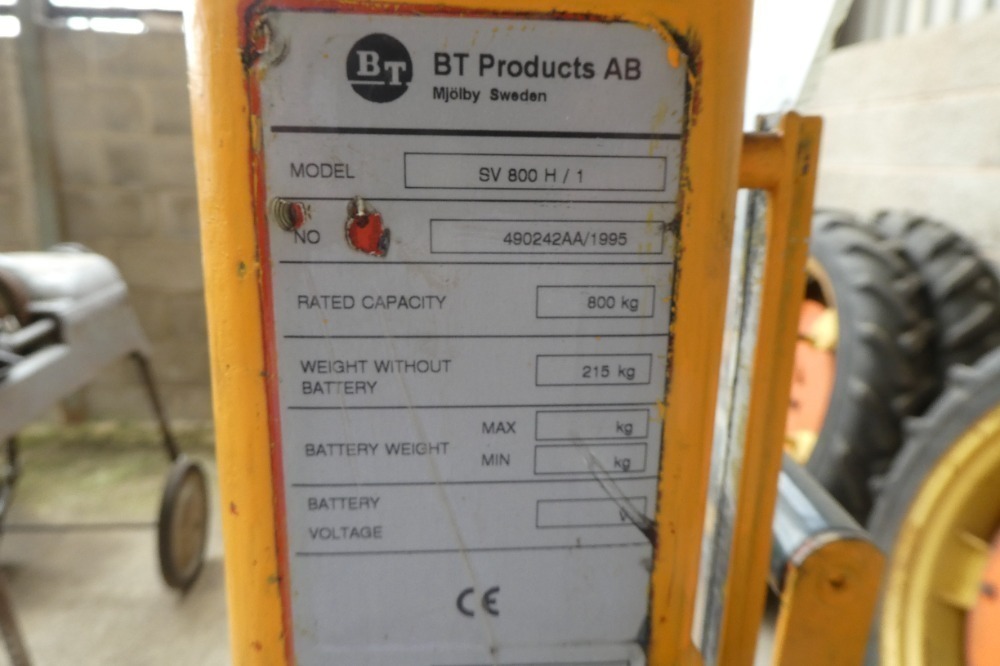 BT BT Products AB
Mjölby Sweden
MODEL SV 800 H / 1
NO 490242AA/1995
RATED CAPACITY 800 kg
WEIGHT WITHOUT
BATTERY 215 kg
BATTERY WEIGHT MAX kg
MIN kg
BATTERY
VOLTAGE V
CE